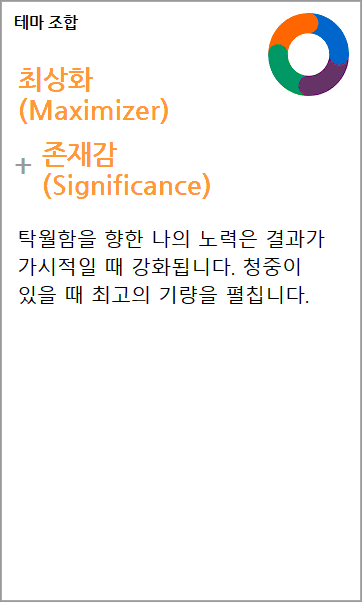 테마 조합
최상화
(Maximizer)
+ 존재감
(Significance)
탁월함을 향한 나의 노력은 결과가
가시적일 때 강화됩니다. 청중이
있을 때 최고의 기량을 펼칩니다.